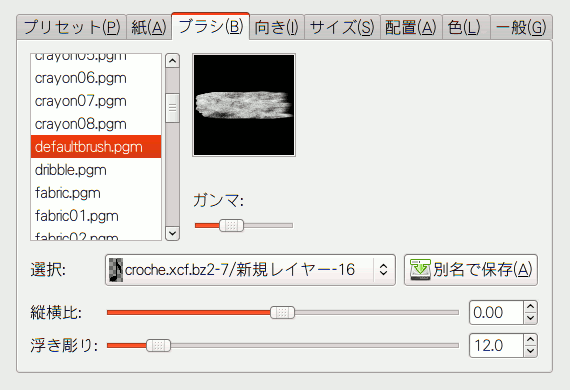 プリセット(P) 紙(A) ブラシ(B) 向き(I) サイズ(S) 配置(A) 色(L) 一般(G)
crayon05.pgm
crayon06.pgm
crayon07.pgm
crayon08.pgm
defaultbrush.pgm
dribble.pgm
fabric.pgm
fabric01.pgm
fabric02.pgm
ガンマ:
選択: croche.xcf.bz2-7/新規レイヤー-16 別名で保存(A)
縦横比: 0.00
浮き彫り: 12.0